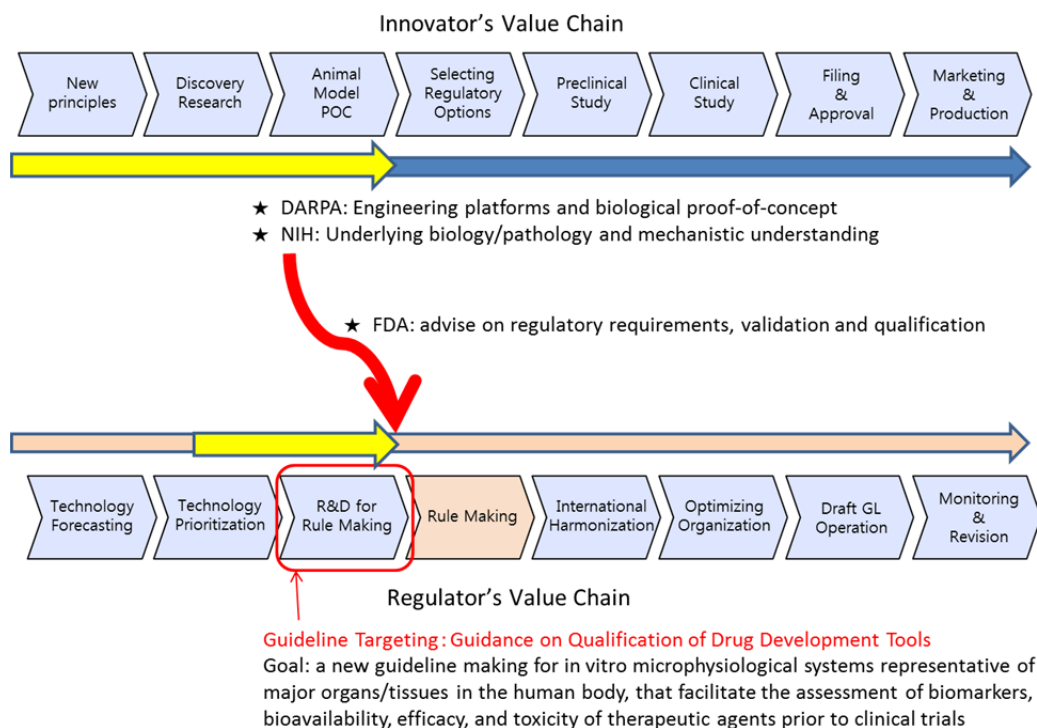 Innovator's Value Chain
New
principles
Discovery
Research
Animal
Model
POC
Selecting
Regulatory
Options
Preclinical
Study
Clinical
Study
Filing
&
Approval
Marketing
&
Production
★ DARPA: Engineering platforms and biological proof-of-concept
★ NIH: Underlying biology/pathology and mechanistic understanding
★ FDA: advise on regulatory requirements, validation and qualification
Technology
Forecasting
Technology
Prioritization
R&D for
Rule Making
Rule Making
International
Harmonization
Optimizing
Organization
Draft GL
Operation
Monitoring
&
Revision
Regulator's Value Chain
Guideline Targeting : Guidance on Qualification of Drug Development Tools
Goal: a new guideline making for in vitro microphysiological systems representative of
major organs/tissues in the human body, that facilitate the assessment of biomarkers,
bioavailability, efficacy, and toxicity of therapeutic agents prior to clinical trials